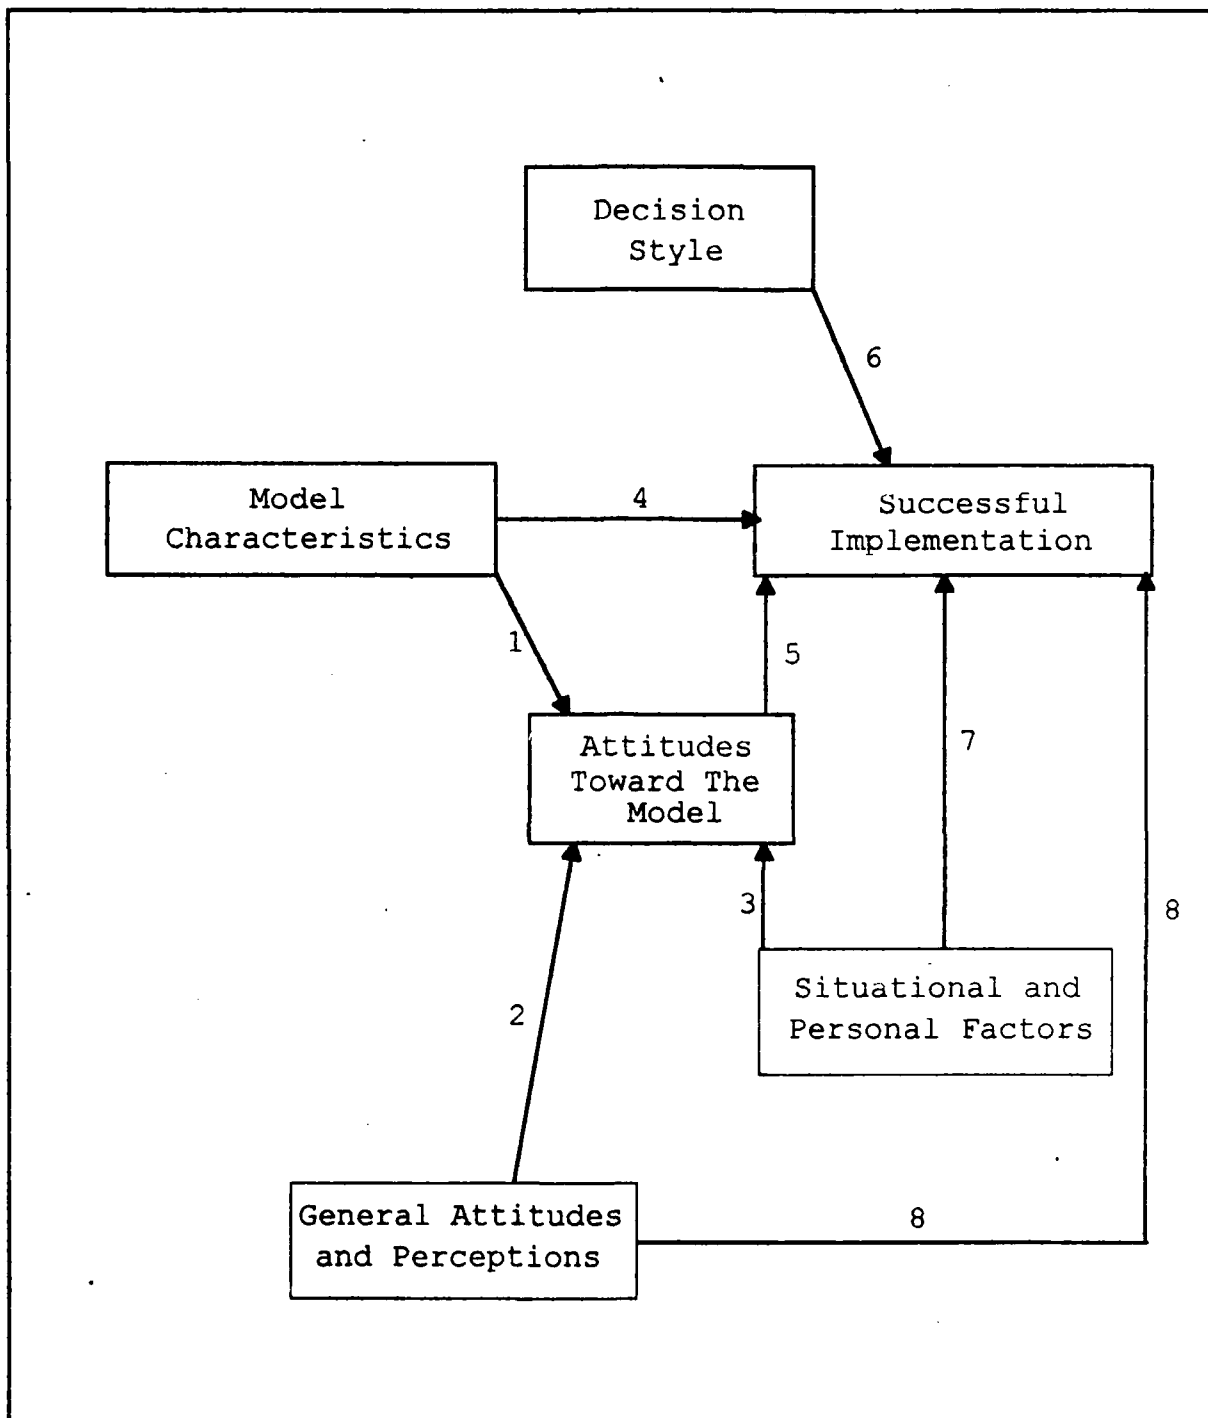 Decision
Style
6
Model
Characteristics
4
Successful
Implementation
1
5
Attitudes
Toward The
Model
7
3
8
2
Situational and
Personal Factors
General Attitudes
and Perceptions
8